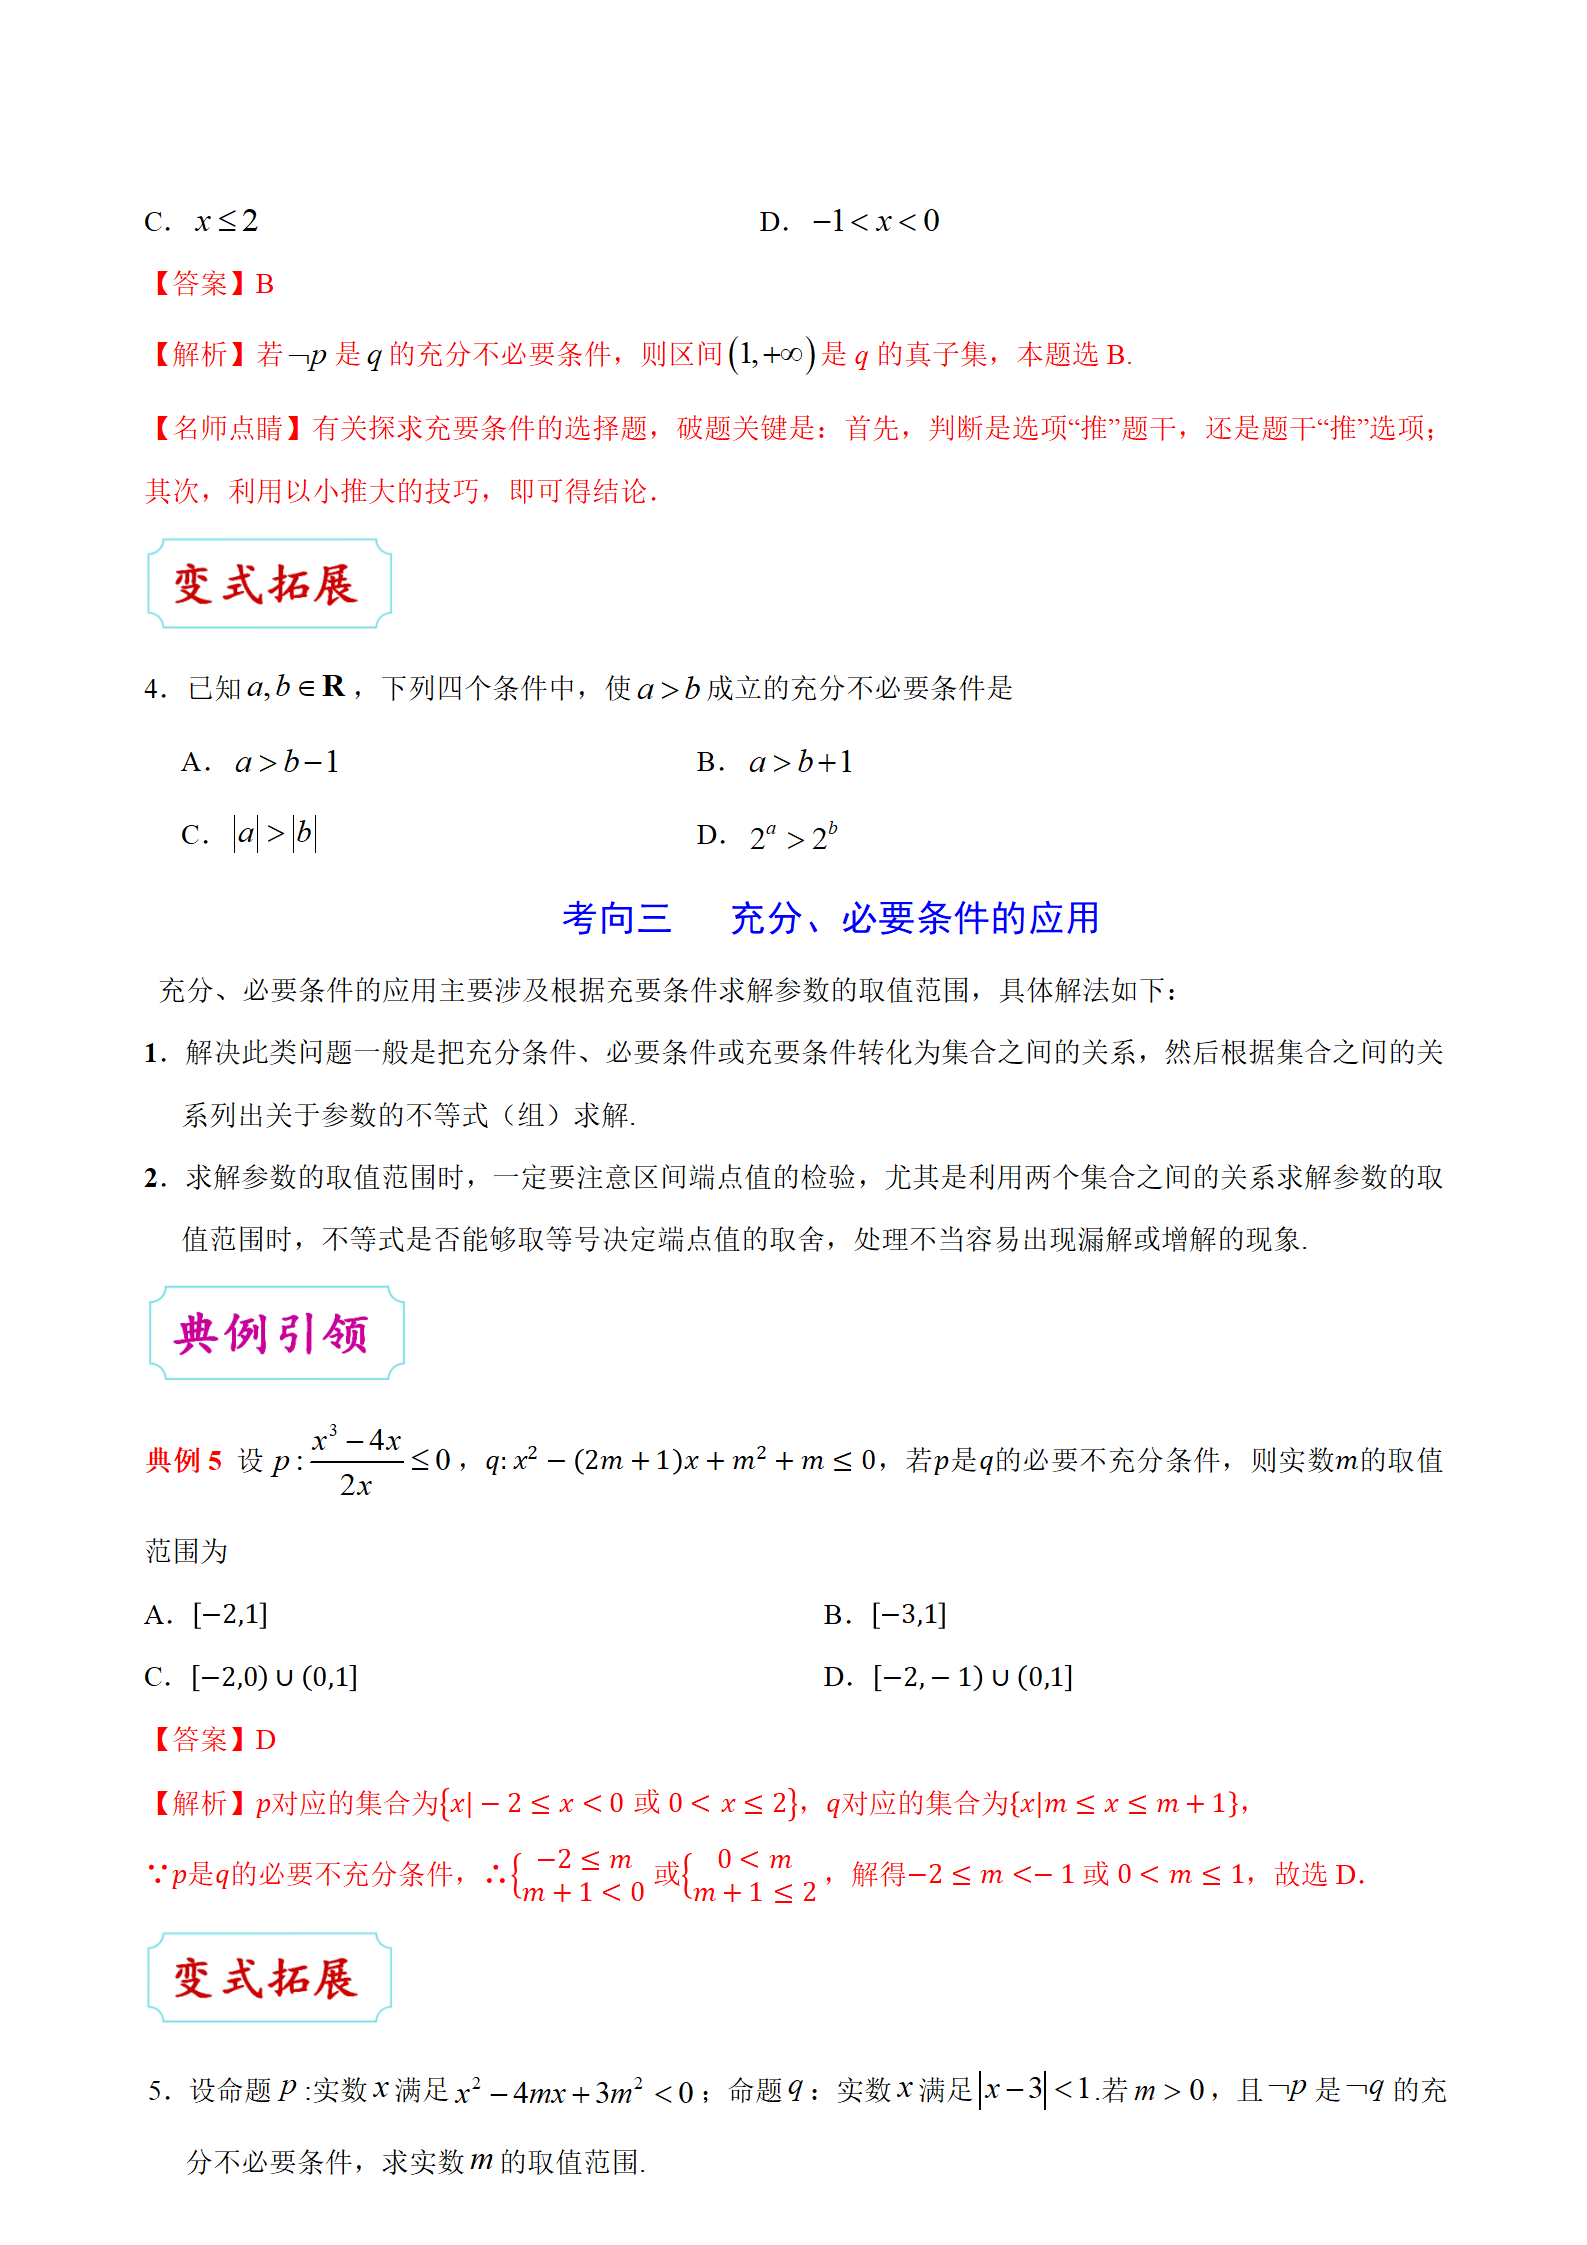 C．x≤2　D．−1<x<0
【答案】B
【解析】若¬p是q的充分不必要条件，则区间(1,+∞)是q的真子集，本题选B.
【名师点睛】有关探求充要条件的选择题，破题关键是：首先，判断是选项“推”题干，还是题干“推”选项；
其次，利用以小推大的技巧，即可得结论．
变式拓展
4．已知a,b∈R，下列四个条件中，使a>b成立的充分不必要条件是
A．a>b−1　B．a>b+1
C．|a|>|b|　D．2^a>2^b
考向三　充分、必要条件的应用
充分、必要条件的应用主要涉及根据充要条件求解参数的取值范围，具体解法如下：
1．解决此类问题一般是把充分条件、必要条件或充要条件转化为集合之间的关系，然后根据集合之间的关
系列出关于参数的不等式（组）求解.
2．求解参数的取值范围时，一定要注意区间端点值的检验，尤其是利用两个集合之间的关系求解参数的取
值范围时，不等式是否能够取等号决定端点值的取舍，处理不当容易出现漏解或增解的现象.
典例引领
典例5 设p:(x³−4x)/(2x)≤0，q: x²−(2m+1)x+m²+m≤0，若p是q的必要不充分条件，则实数m的取值
范围为
A．[−2,1]　B．[−3,1]
C．[−2,0)∪(0,1]　D．[−2,−1)∪(0,1]
【答案】D
【解析】p对应的集合为{x|−2≤x<0 或 0<x≤2}，q对应的集合为{x|m≤x≤m+1}，
∵p是q的必要不充分条件，∴{−2≤m, m+1<0 或{0<m, m+1≤2，解得−2≤m<−1 或 0<m≤1，故选D．
变式拓展
5．设命题p:实数x满足x²−4mx+3m²<0；命题q：实数x满足|x−3|<1.若m>0，且¬p是¬q的充
分不必要条件，求实数m的取值范围.